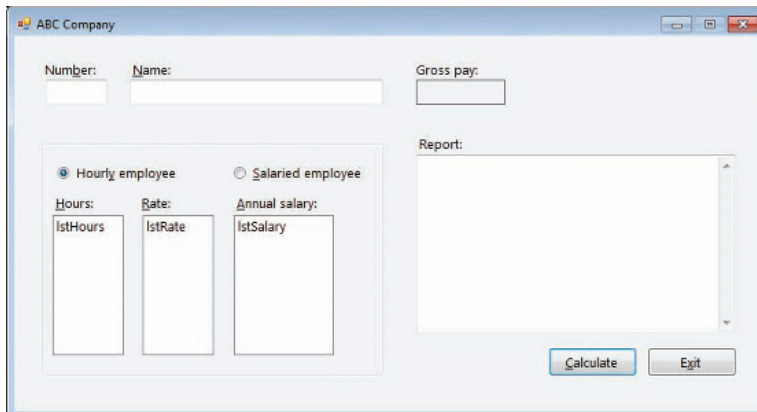 ABC Company
Number: Name: Gross pay:
Report:
Hourly employee Salaried employee
Hours: Rate: Annual salary:
lstHours lstRate lstSalary
Calculate Exit